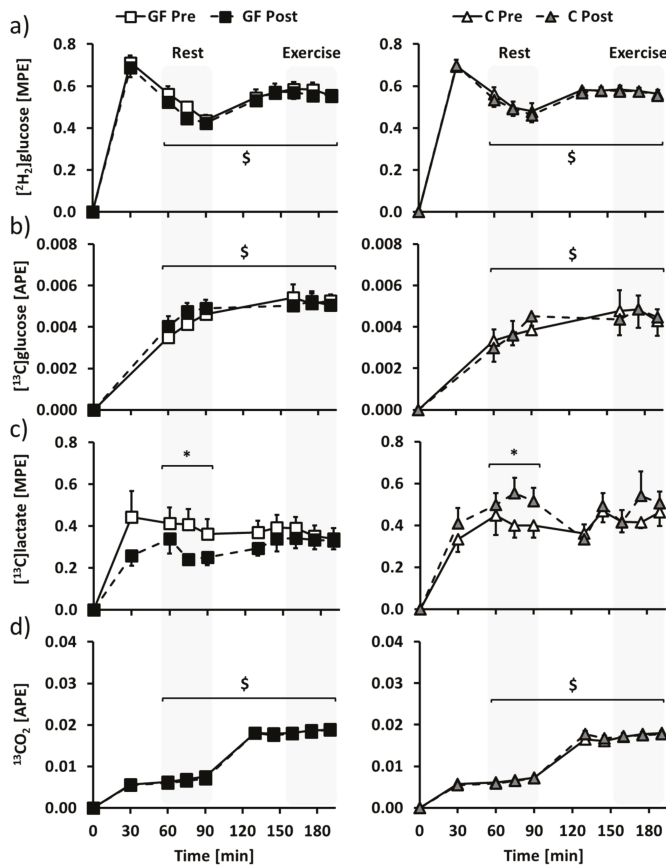 GF Pre GF Post C Pre C Post
a)
Rest Exercise Rest Exercise
[²H₂]glucose [MPE]
0.8
0.6
0.4
0.2
0.0
$ $
b)
[¹³C]glucose [APE]
0.008
0.006
0.004
0.002
0.000
$ $
c)
[¹³C]lactate [MPE]
0.8
0.6
0.4
0.2
0.0
* *
d)
¹³CO₂ [APE]
0.04
0.03
0.02
0.01
0.00
$ $
0 30 60 90 120 150 180 0 30 60 90 120 150 180
Time [min] Time [min]